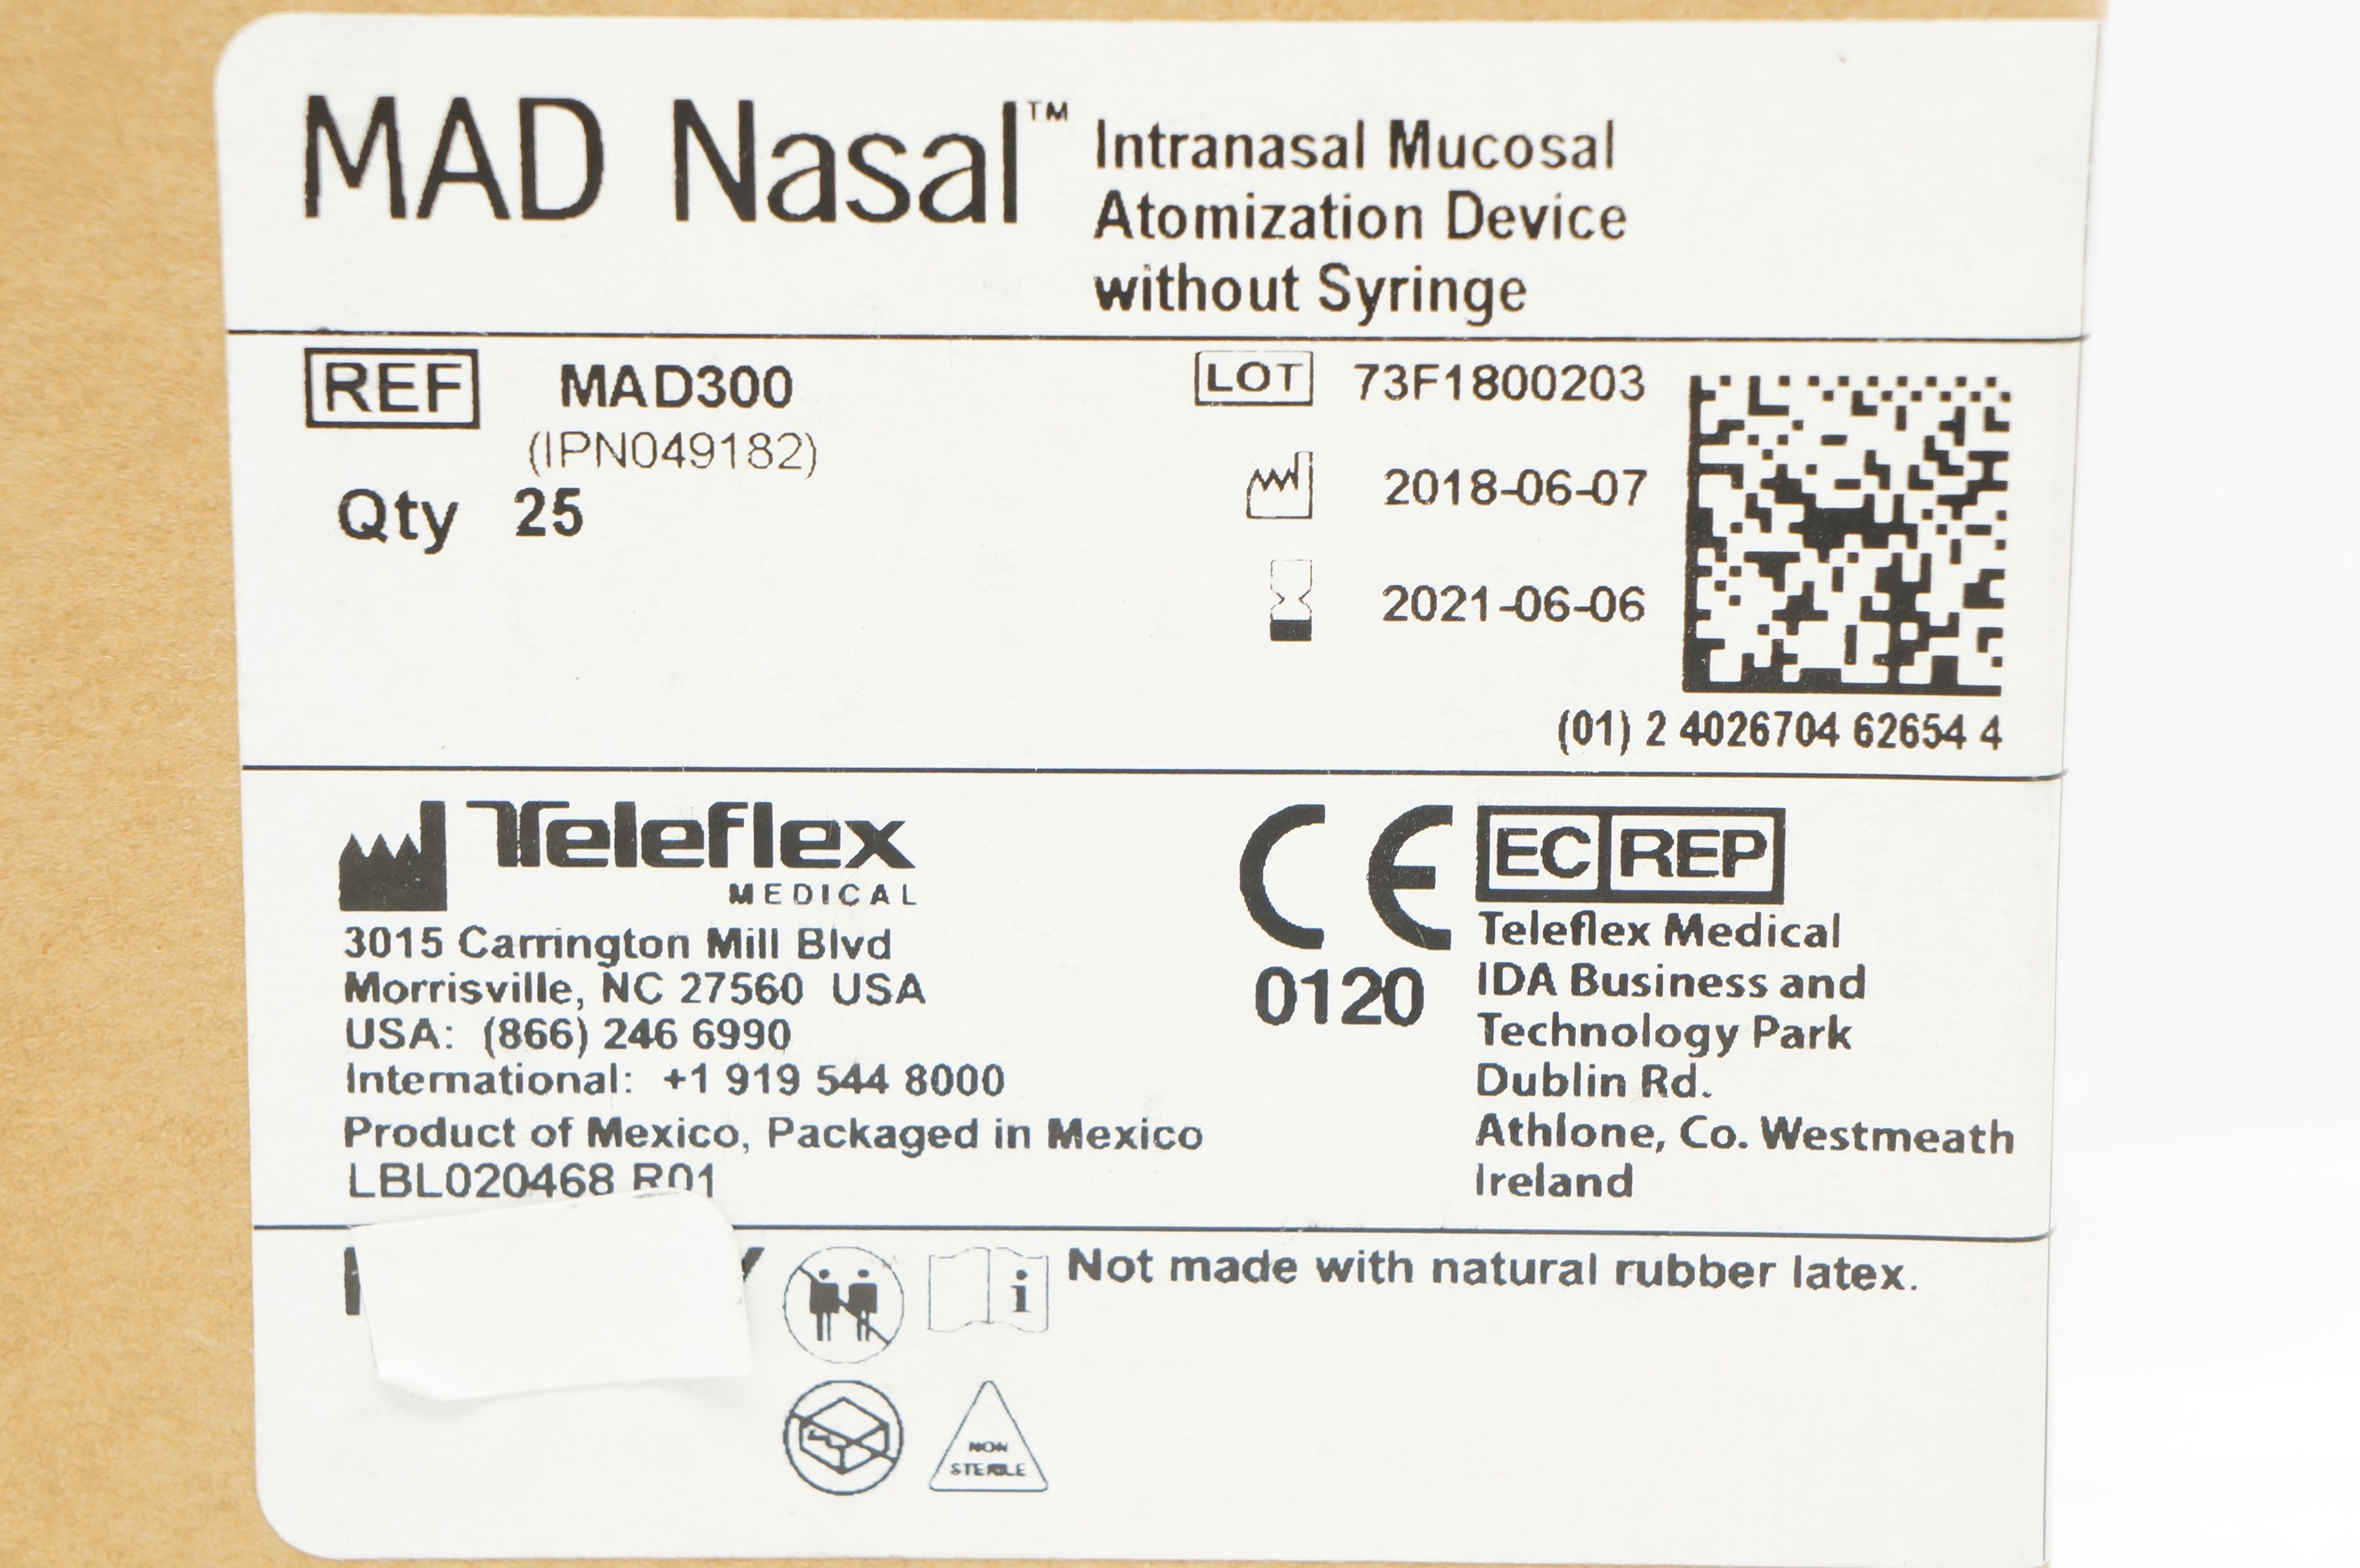 MAD Nasal™
Intranasal Mucosal
Atomization Device
without Syringe
REF MAD300
(IPN049182)
Qty 25
LOT 73F1800203
2018-06-07
2021-06-06
(01) 2 4026704 62654 4
Teleflex
MEDICAL
3015 Carrington Mill Blvd
Morrisville, NC 27560 USA
USA: (866) 246 6990
International: +1 919 544 8000
Product of Mexico, Packaged in Mexico
LBL020468 R01
CE
0120
EC REP
Teleflex Medical
IDA Business and
Technology Park
Dublin Rd.
Athlone, Co. Westmeath
Ireland
i
Not made with natural rubber latex.
NON
STERILE